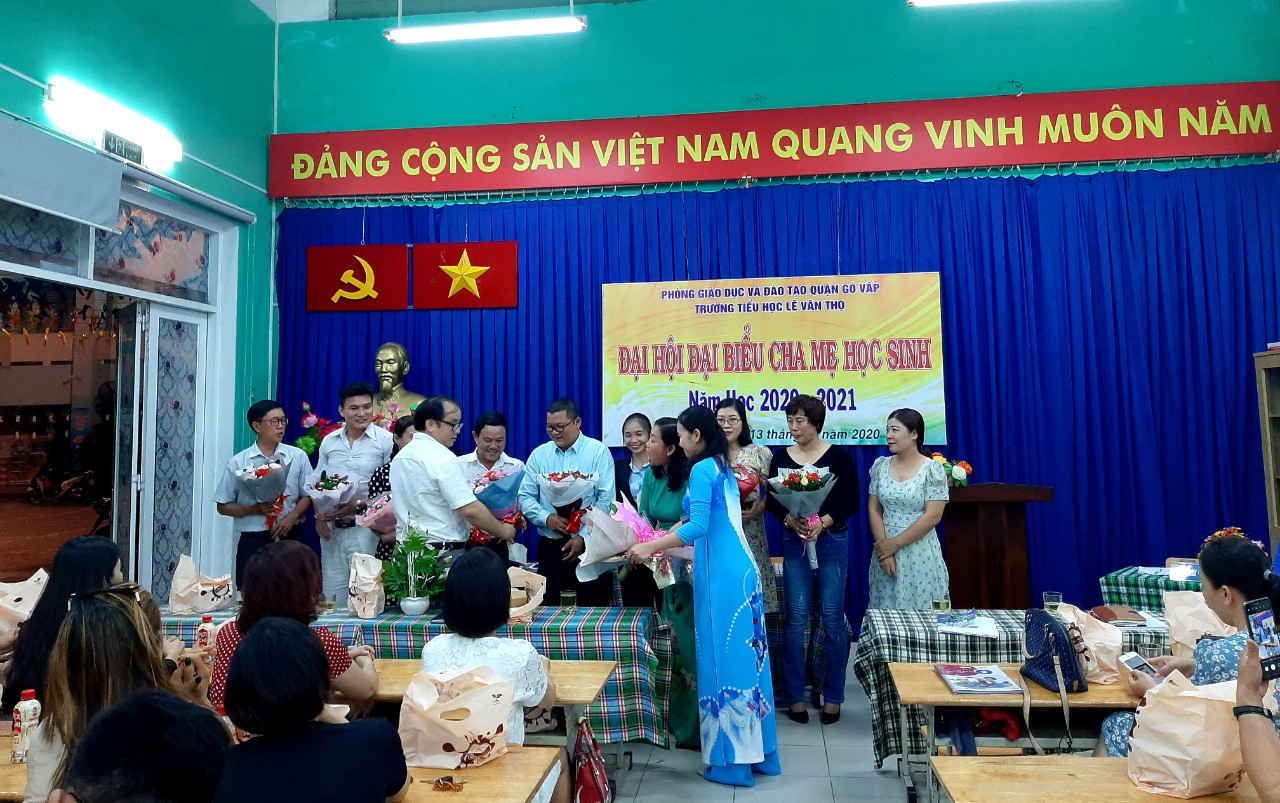 ĐẢNG CỘNG SẢN VIỆT NAM QUANG VINH MUÔN NĂM
PHÒNG GIÁO DỤC VÀ ĐÀO TẠO QUẬN GÒ VẤP
TRƯỜNG TIỂU HỌC LÊ VĂN THỌ
ĐẠI HỘI ĐẠI BIỂU CHA MẸ HỌC SINH
Năm Học 2020 - 2021
13 năm 2020